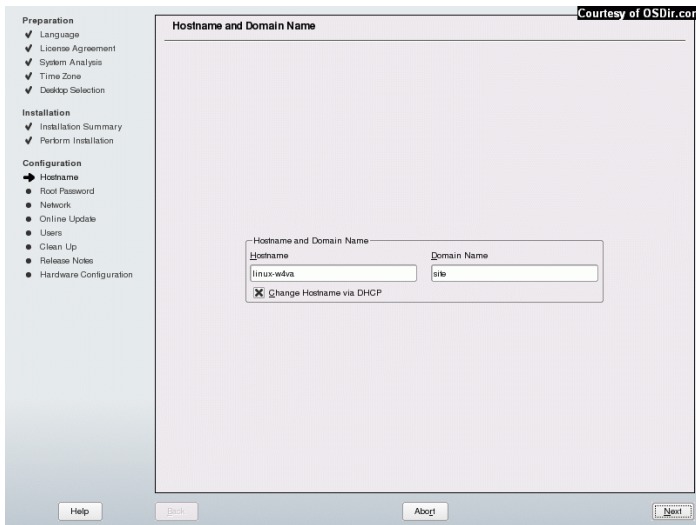 Courtesy of OSDir.com
Preparation
Language
License Agreement
System Analysis
Time Zone
Desktop Selection
Installation
Installation Summary
Perform Installation
Configuration
Hostname
Root Password
Network
Online Update
Users
Clean Up
Release Notes
Hardware Configuration
Hostname and Domain Name
Hostname and Domain Name
Hostname
Domain Name
linux-w4va
site
Change Hostname via DHCP
Help
Back
Abort
Next